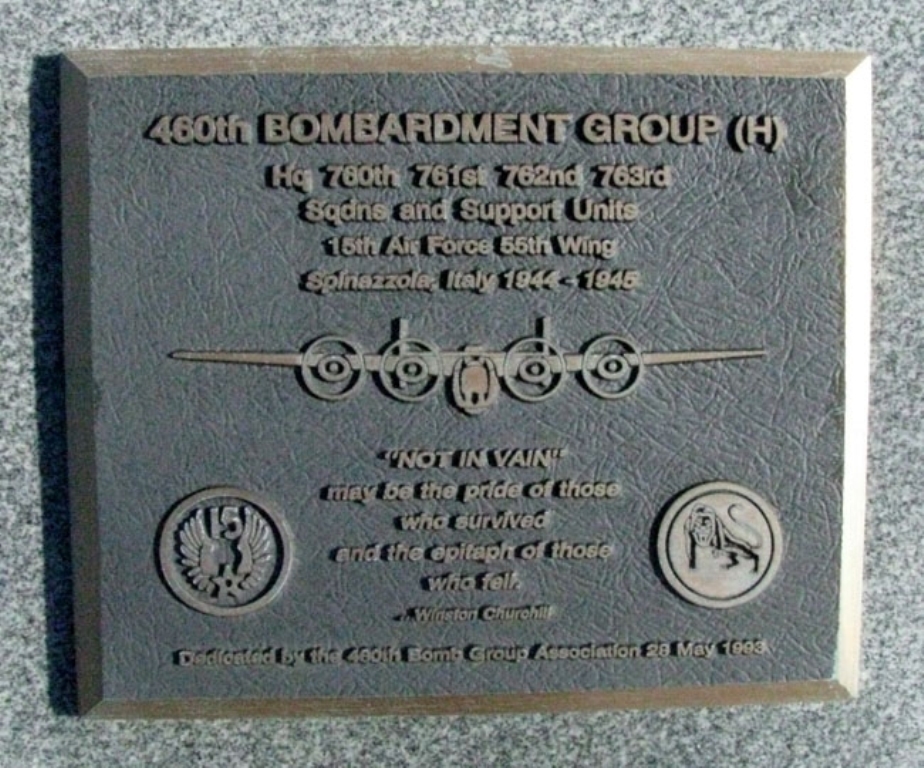 460th BOMBARDMENT GROUP (H)
Hq 760th 761st 762nd 763rd
Sqdns and Support Units
15th Air Force 55th Wing
Spinazzola, Italy 1944 - 1945
"NOT IN VAIN"
may be the pride of those
who survived
and the epitaph of those
who fell.
Winston Churchill
15
Dedicated by the 460th Bomb Group Association 28 May 1993